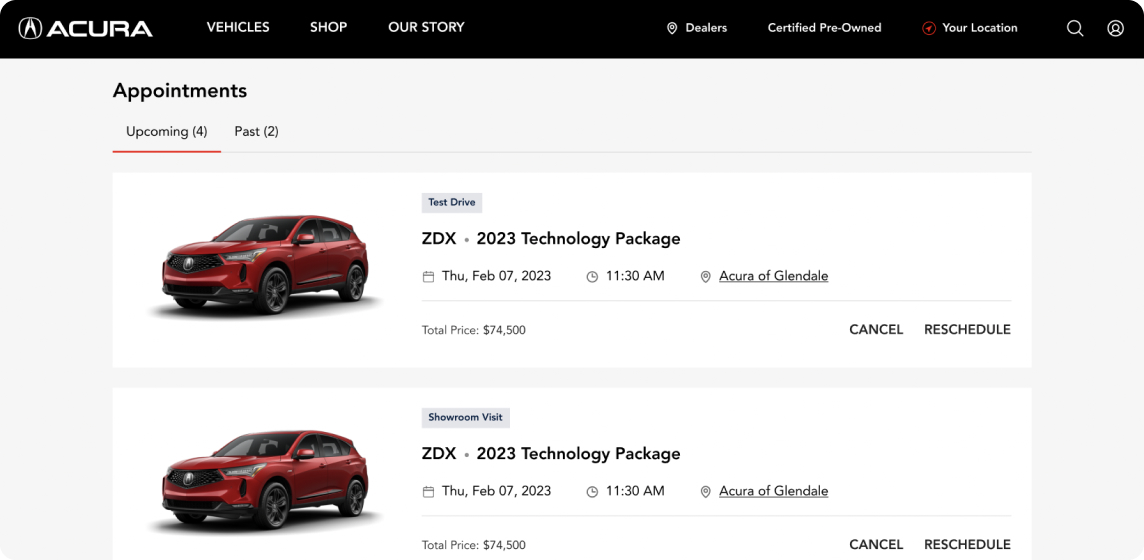 ACURA VEHICLES SHOP OUR STORY Dealers Certified Pre-Owned Your Location
Appointments
Upcoming (4) Past (2)
Test Drive
ZDX • 2023 Technology Package
Thu, Feb 07, 2023 11:30 AM Acura of Glendale
Total Price: $74,500 CANCEL RESCHEDULE
Showroom Visit
ZDX • 2023 Technology Package
Thu, Feb 07, 2023 11:30 AM Acura of Glendale
Total Price: $74,500 CANCEL RESCHEDULE